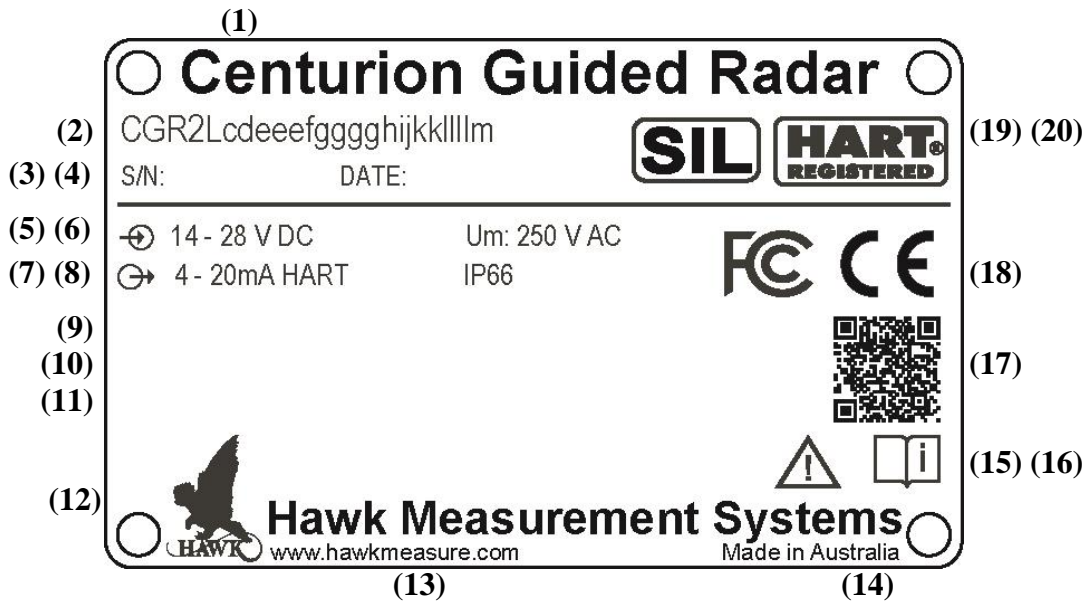 (1)
Centurion Guided Radar
(2) CGR2Lcdeeefgggghijkkllllm SIL HART® REGISTERED (19) (20)
(3) (4) S/N: DATE:
(5) (6) 14 - 28 V DC Um: 250 V AC
(7) (8) 4 - 20mA HART IP66 FC CE (18)
(9)
(10) (17)
(11)
i (15) (16)
(12)
Hawk Measurement Systems
HAWK www.hawkmeasure.com Made in Australia
(13) (14)